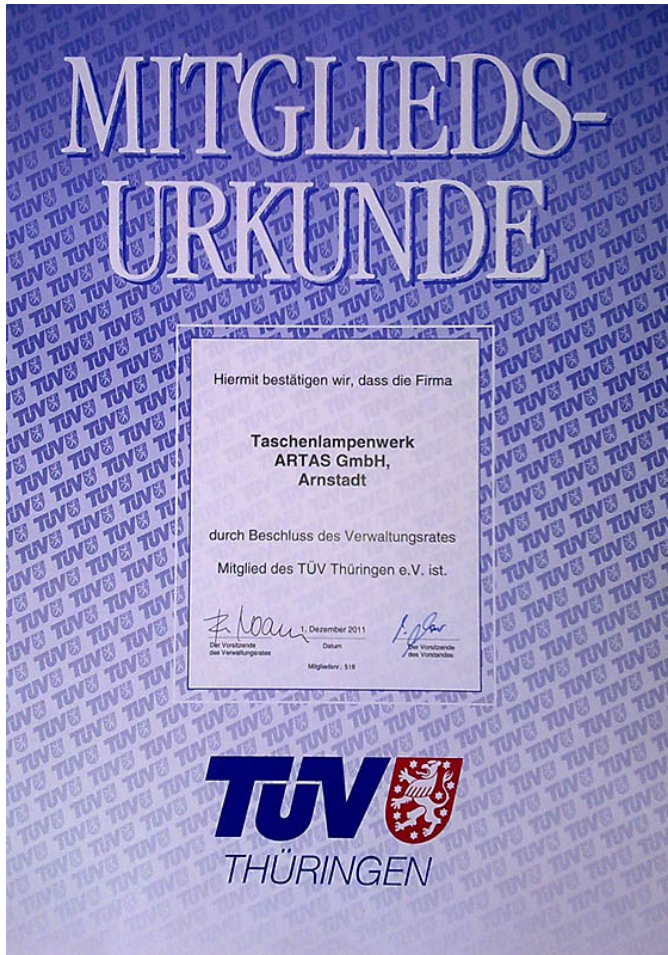 MITGLIEDS-
URKUNDE
Hiermit bestätigen wir, dass die Firma
Taschenlampenwerk
ARTAS GmbH,
Arnstadt
durch Beschluss des Verwaltungsrates
Mitglied des TÜV Thüringen e.V. ist.
1. Dezember 2011
Der Vorsitzende Datum Der Vorsitzende
des Verwaltungsrates des Vorstandes
Mitgliedsnr.: 518
TÜV
THÜRINGEN